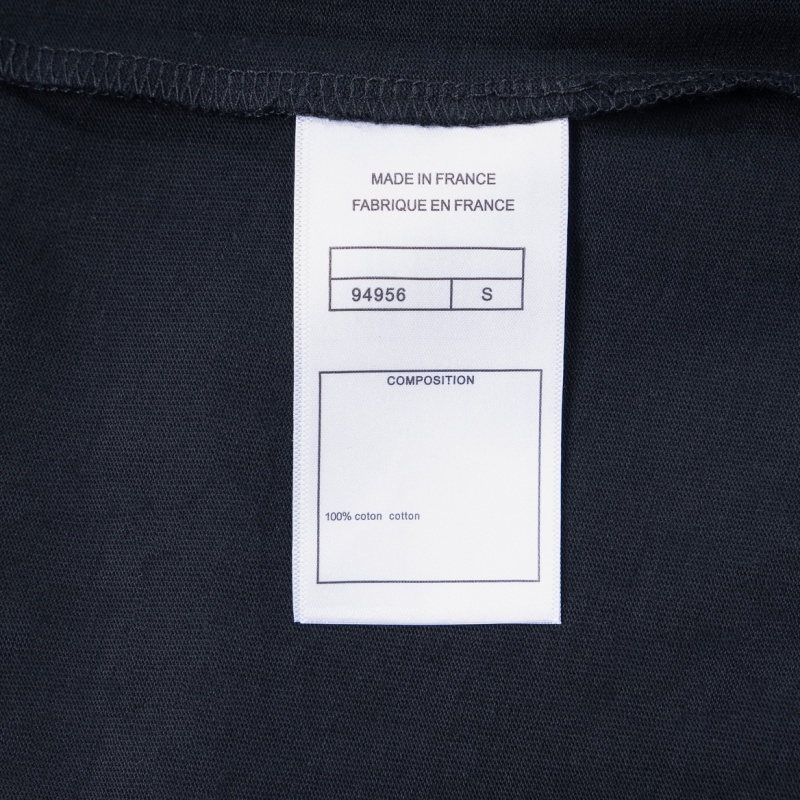 MADE IN FRANCE
FABRIQUE EN FRANCE
94956 S
COMPOSITION
100% coton cotton